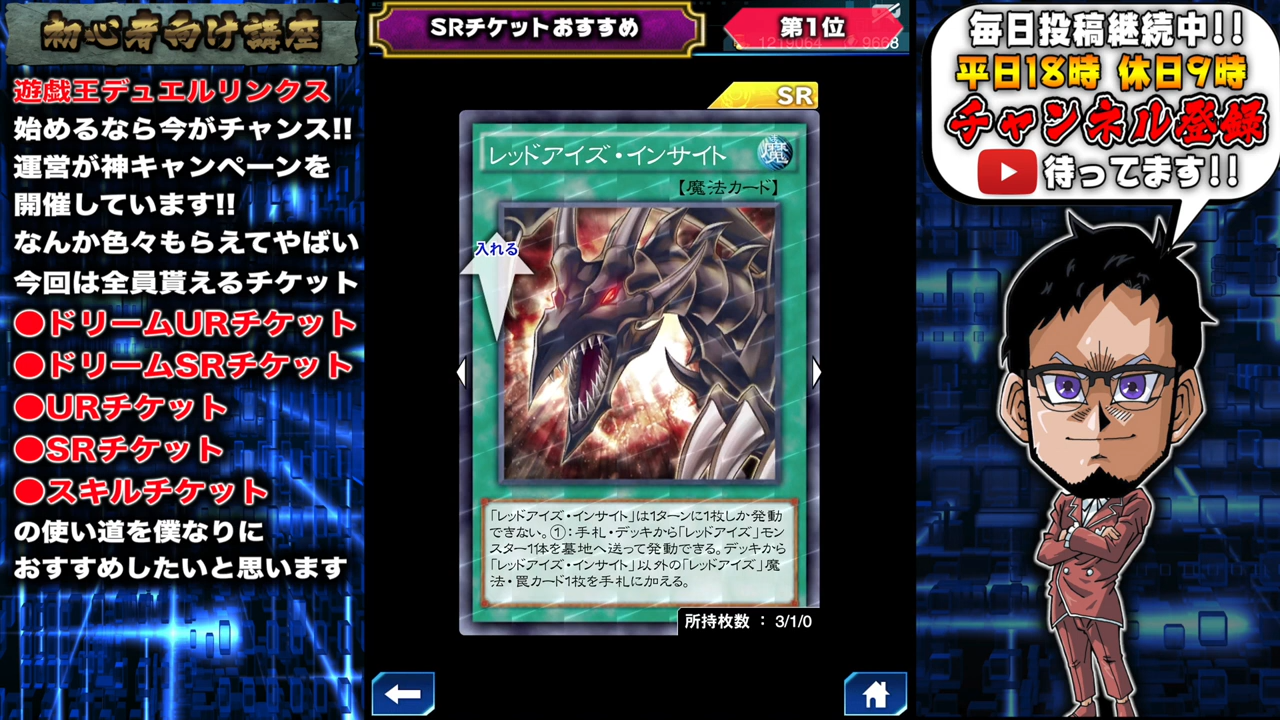 初心者向け講座
遊戯王デュエルリンクス
始めるなら今がチャンス!!
運営が神キャンペーンを
開催しています!!
なんか色々もらえてやばい
今回は全員貰えるチケット
●ドリームURチケット
●ドリームSRチケット
●URチケット
●SRチケット
●スキルチケット
の使い道を僕なりに
おすすめしたいと思います
SRチケットおすすめ
第1位
SR
レッドアイズ・インサイト
魔
【魔法カード】
入れる
「レッドアイズ・インサイト」は1ターンに1枚しか発動
できない。①:手札・デッキから「レッドアイズ」モン
スター1体を墓地へ送って発動できる。デッキから
「レッドアイズ・インサイト」以外の「レッドアイズ」魔
法・罠カード1枚を手札に加える。
所持枚数 : 3/1/0
毎日投稿継続中!!
平日18時 休日9時
チャンネル登録
待ってます!!